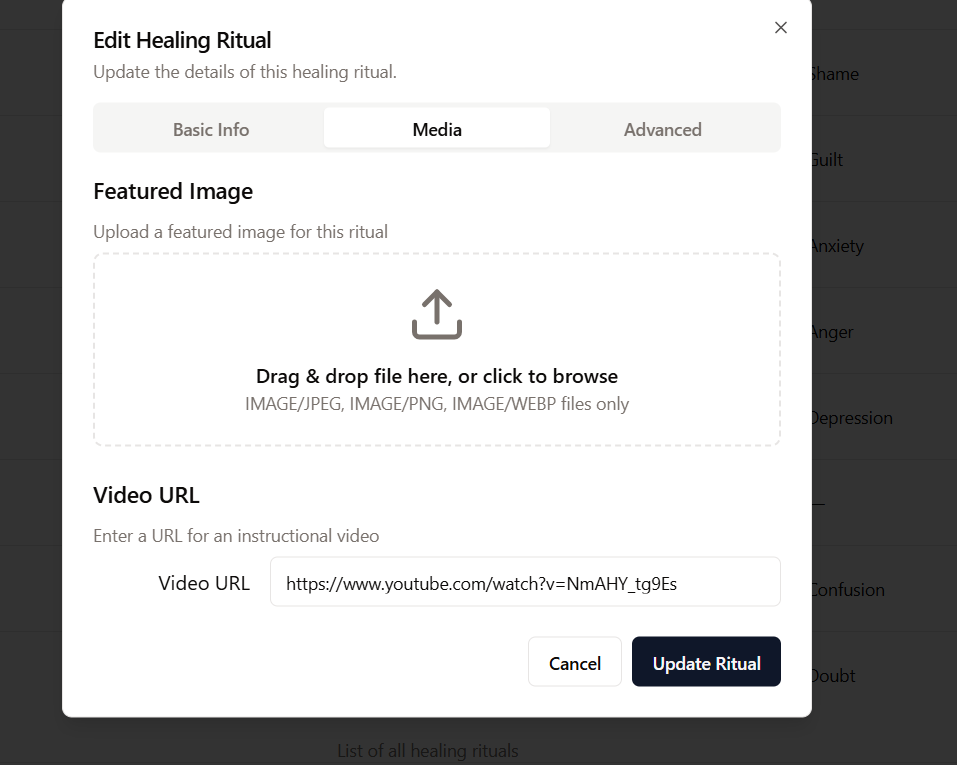 Edit Healing Ritual
Update the details of this healing ritual.
Basic Info
Media
Advanced
Featured Image
Upload a featured image for this ritual
Drag & drop file here, or click to browse
IMAGE/JPEG, IMAGE/PNG, IMAGE/WEBP files only
Video URL
Enter a URL for an instructional video
Video URL
https://www.youtube.com/watch?v=NmAHY_tg9Es
Cancel
Update Ritual
Shame
Guilt
Anxiety
Anger
Depression
—
Confusion
Doubt
List of all healing rituals